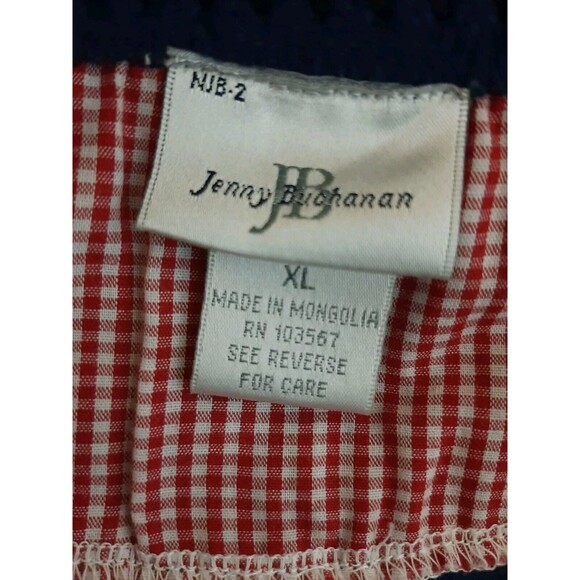 NJB-2
JB
Jenny Buchanan
XL
MADE IN MONGOLIA
RN 103567
SEE REVERSE
FOR CARE